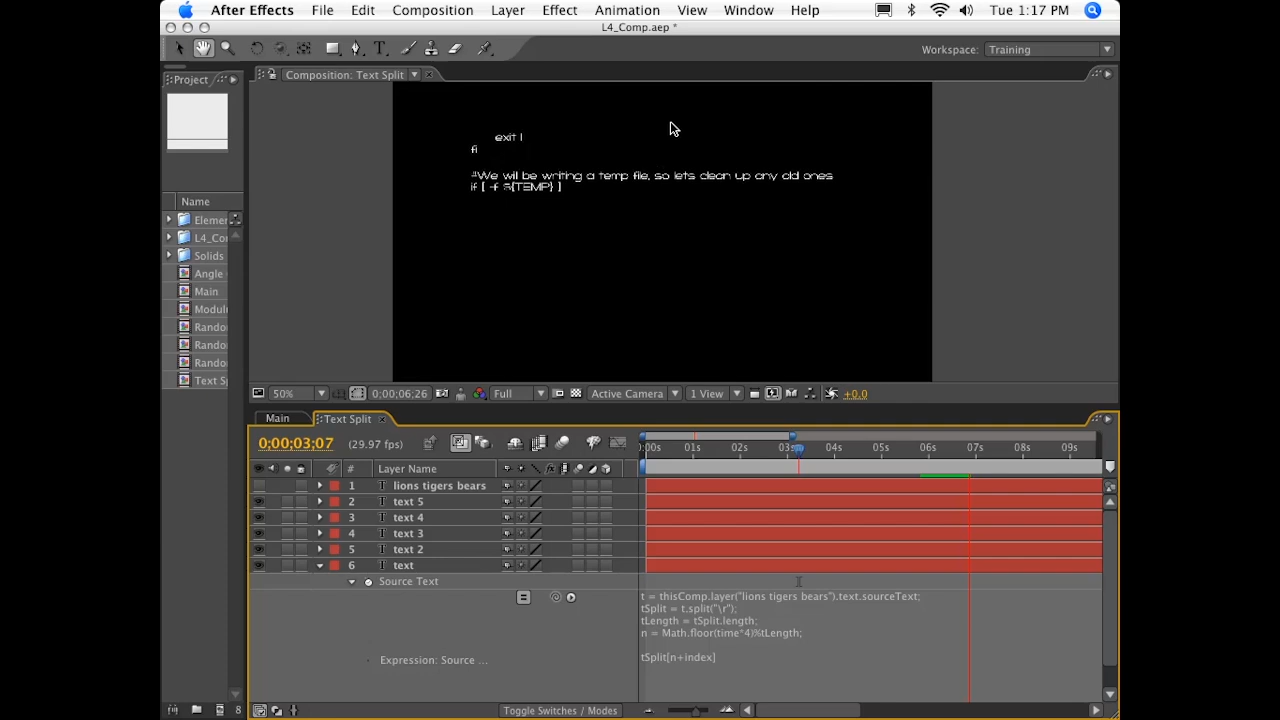 After Effects File Edit Composition Layer Effect Animation View Window Help Tue 1:17 PM
L4_Comp.aep *
T Workspace: Training
Project Composition: Text Split
exit 1
fi
#We will be writing a temp file, so lets clean up any old ones
if [ -f ${TEMP} ]
Name
Elemen
L4_Co
Solids
Angle
Main
Modul
Rando
Rando
Rando
Text S
50% 0;00;06;26 Full Active Camera 1 View +0.0
Main Text Split
0;00;03;07 (29.97 fps) :00s 01s 02s 03s 04s 05s 06s 07s 08s 09s
# Layer Name
1 T lions tigers bears
2 T text 5
3 T text 4
4 T text 3
5 T text 2
6 T text
Source Text
t = thisComp.layer("lions tigers bears").text.sourceText;
tSplit = t.split("\r");
tLength = tSplit.length;
n = Math.floor(time*4)%tLength;
Expression: Source ... tSplit[n+index]
8 Toggle Switches / Modes